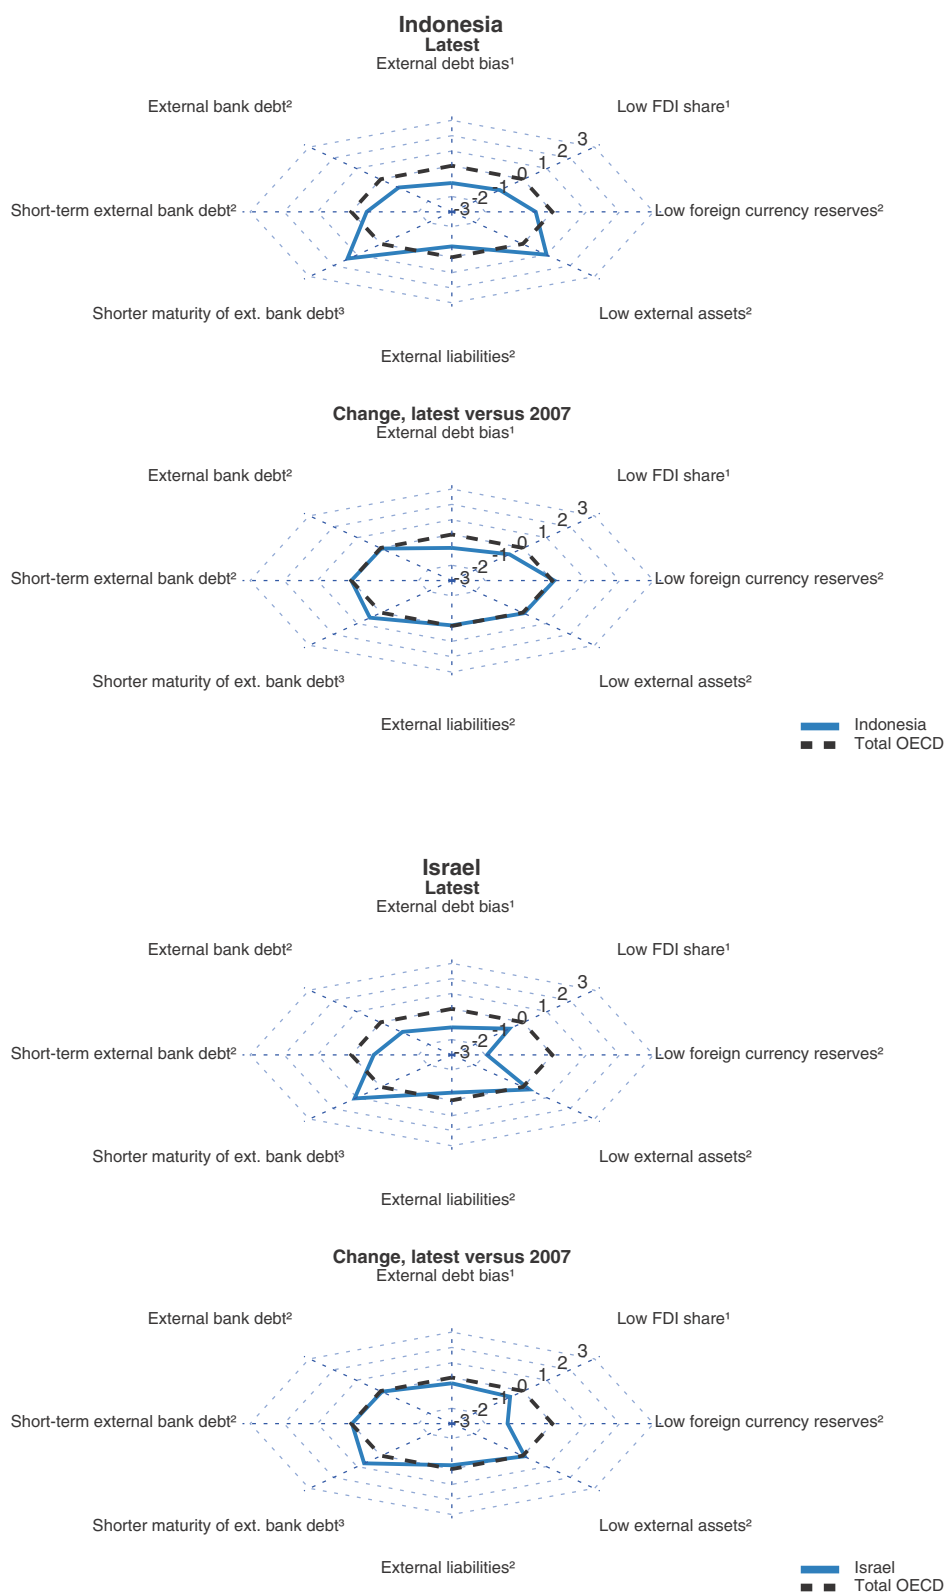 Indonesia
Latest
External debt bias¹
External bank debt²
Low FDI share¹
3
2
1
0
-1
-2
-3
Short-term external bank debt²
Low foreign currency reserves²
Shorter maturity of ext. bank debt³
Low external assets²
External liabilities²
Change, latest versus 2007
External debt bias¹
External bank debt²
Low FDI share¹
3
2
1
0
-1
-2
-3
Short-term external bank debt²
Low foreign currency reserves²
Shorter maturity of ext. bank debt³
Low external assets²
External liabilities²
Indonesia
Total OECD
Israel
Latest
External debt bias¹
External bank debt²
Low FDI share¹
3
2
1
0
-1
-2
-3
Short-term external bank debt²
Low foreign currency reserves²
Shorter maturity of ext. bank debt³
Low external assets²
External liabilities²
Change, latest versus 2007
External debt bias¹
External bank debt²
Low FDI share¹
3
2
1
0
-1
-2
-3
Short-term external bank debt²
Low foreign currency reserves²
Shorter maturity of ext. bank debt³
Low external assets²
External liabilities²
Israel
Total OECD